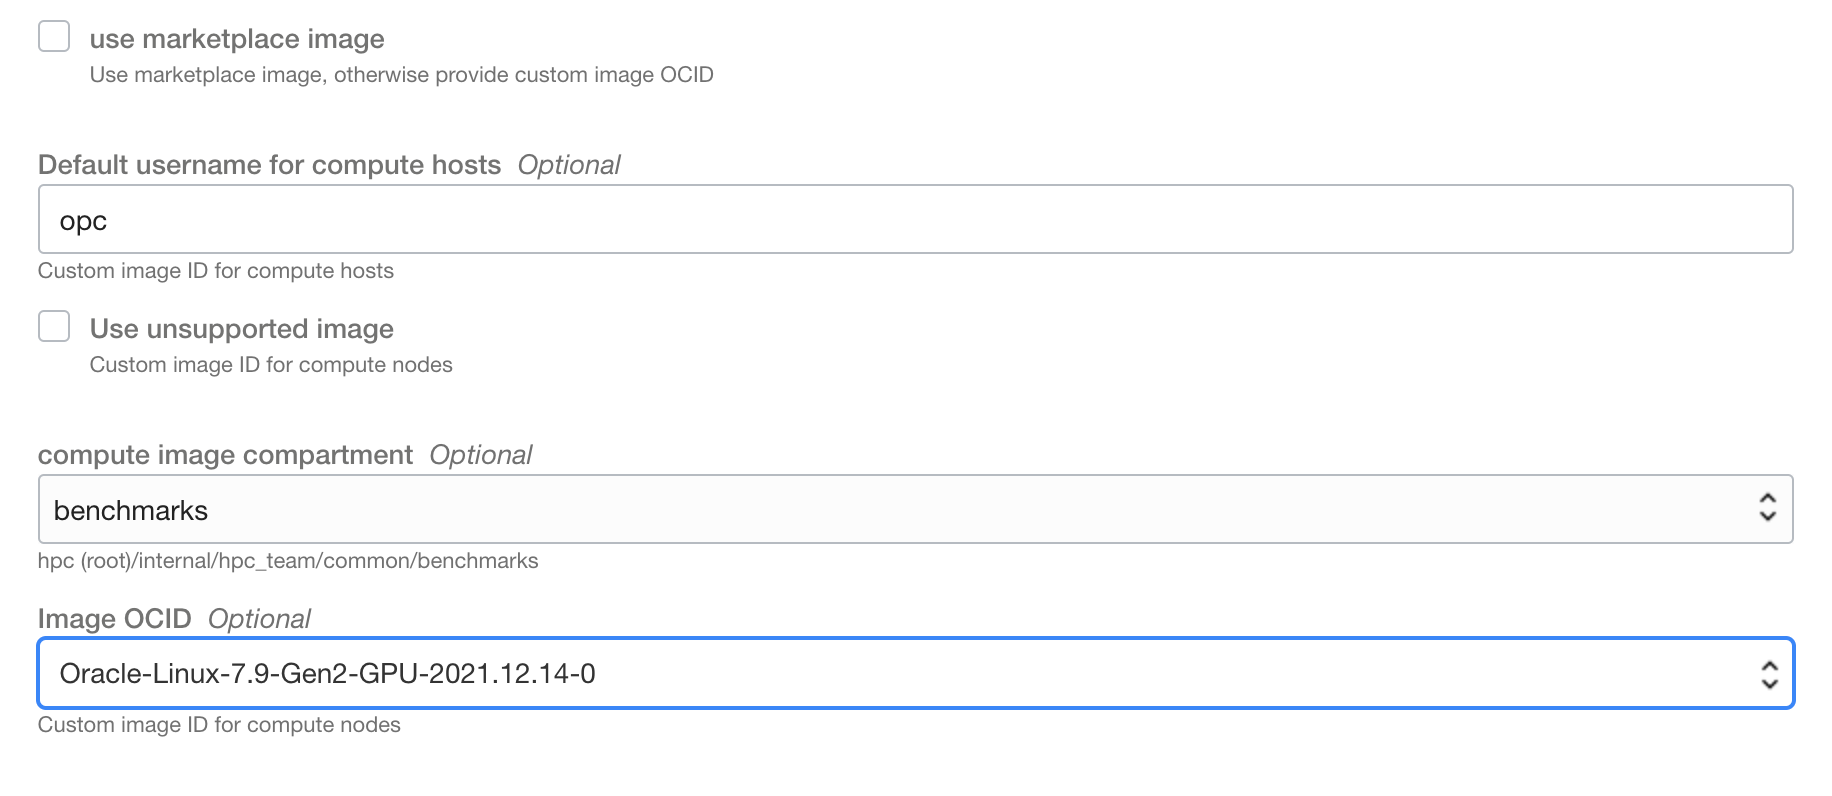 use marketplace image
Use marketplace image, otherwise provide custom image OCID
Default username for compute hosts Optional
opc
Custom image ID for compute hosts
Use unsupported image
Custom image ID for compute nodes
compute image compartment Optional
benchmarks
hpc (root)/internal/hpc_team/common/benchmarks
Image OCID Optional
Oracle-Linux-7.9-Gen2-GPU-2021.12.14-0
Custom image ID for compute nodes